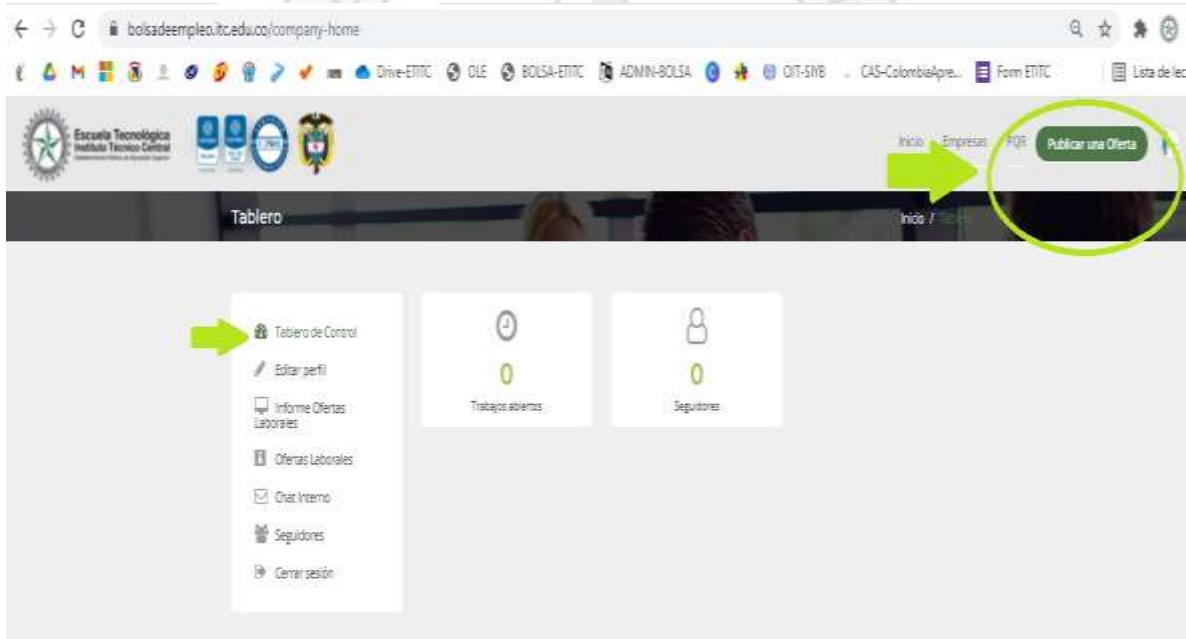 bolsadeempleo.itc.edu.co/company-home
Drive-ETITC OLE BOLSA-ETITC ADMIN-BOLSA OIT-SIYB CAS-ColombiaApre... Form ETITC Lista de lec
Escuela Tecnológica
Instituto Técnico Central
Inicio Empresas PQR Publicar una Oferta
Tablero
Inicio / Tablero
Tablero de Control
Editar perfil
Informe Ofertas
Laborales
Ofertas Laborales
Chat Interno
Seguidores
Cerrar sesión
0
Trabajos abiertos
0
Seguidores